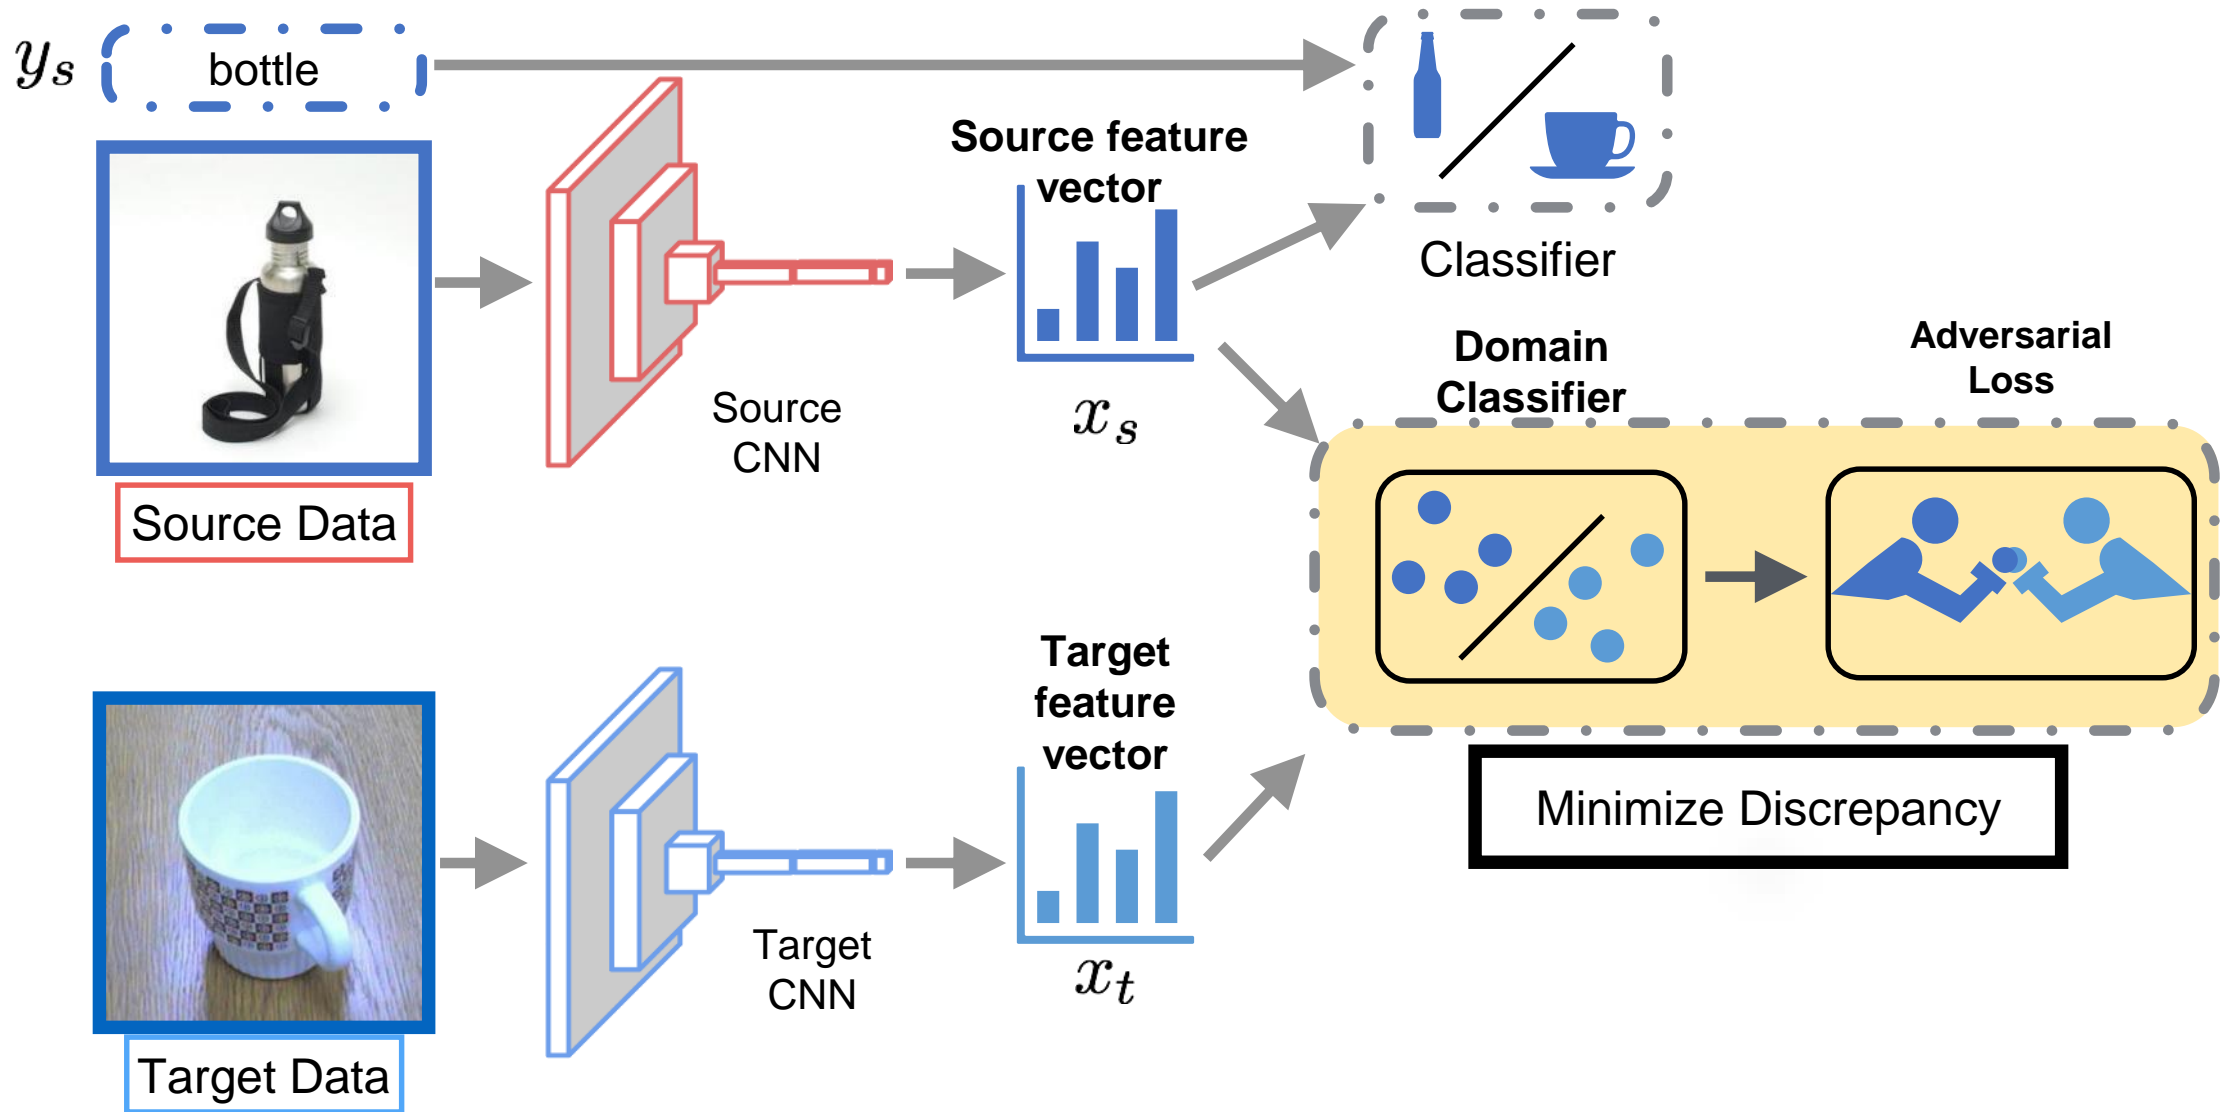 y_s
bottle
Source feature
vector
Classifier
Source Data
Source
CNN
x_s
Domain
Classifier
Adversarial
Loss
Target
feature
vector
Minimize Discrepancy
Target
CNN
x_t
Target Data